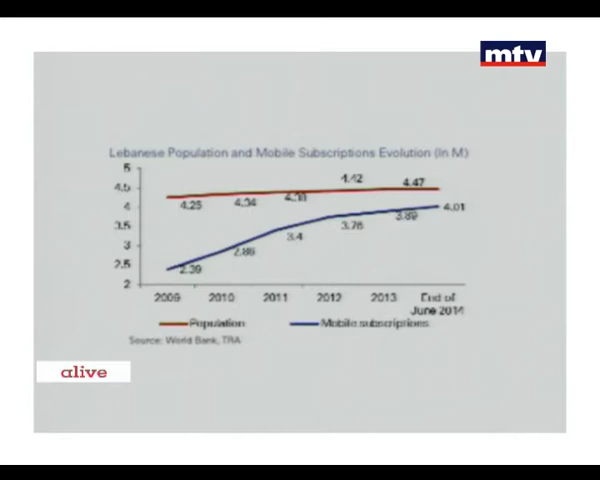 mtv
Lebanese Population and Mobile Subscriptions Evolution (In M)
5
4.5
4
3.5
3
2.5
2
4.25
4.34
4.38
4.42
4.47
2.39
2.86
3.4
3.76
3.89
4.01
2009 2010 2011 2012 2013 End of
June 2014
Population Mobile subscriptions
Source: World Bank, TRA
alive